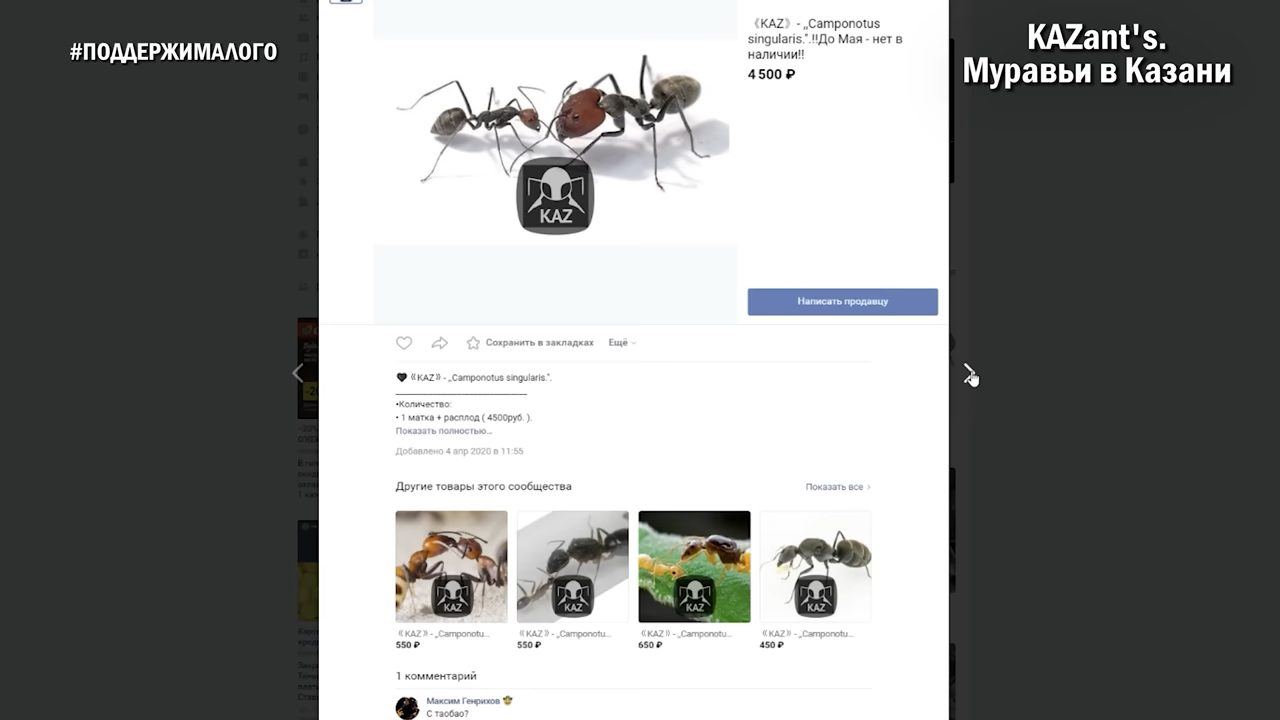 #ПОДДЕРЖИМАЛОГО
KAZant's.
Муравьи в Казани
《KAZ》 - „Camponotus
singularis.”.!!До Мая - нет в
наличии!!
4 500 ₽
KAZ
Написать продавцу
Сохранить в закладках
Ещё
《KAZ》 - „Camponotus singularis.”.
•Количество:
• 1 матка + расплод ( 4500руб. ).
Показать полностью...
Добавлено 4 апр 2020 в 11:55
Другие товары этого сообщества
Показать все
KAZ
KAZ
KAZ
KAZ
《KAZ》 - „Camponotu...
《KAZ》 - „Camponotu...
《KAZ》 - „Camponotu...
《KAZ》 - „Camponotu...
550 ₽
550 ₽
650 ₽
450 ₽
1 комментарий
Максим Генрихов
С таобао?